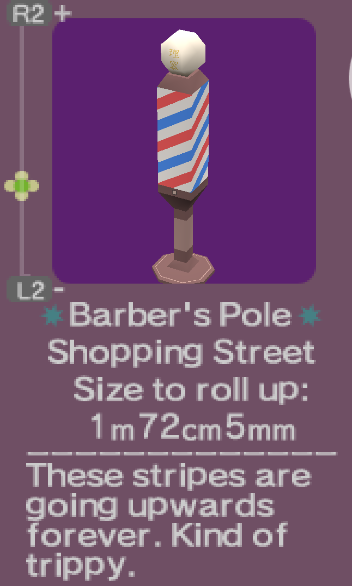 R2 +
L2 -
Barber's Pole
Shopping Street
Size to roll up:
1m72cm5mm
These stripes are
going upwards
forever. Kind of
trippy.